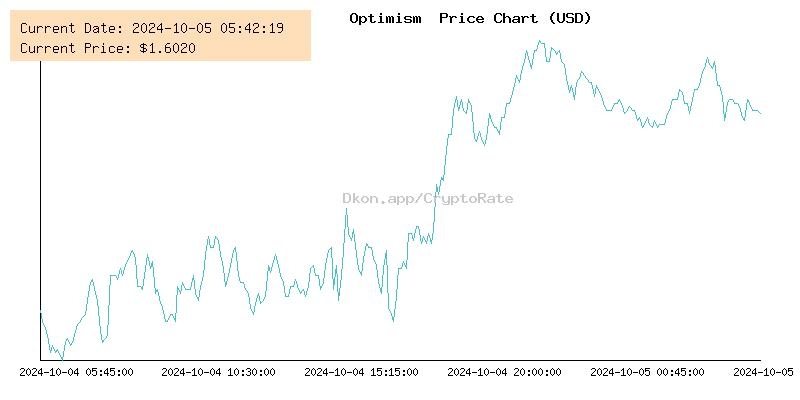 Optimism  Price Chart (USD)
Current Date: 2024-10-05 05:42:19
Current Price: $1.6020
Dkon.app/CryptoRate
2024-10-04 05:45:00 2024-10-04 10:30:00 2024-10-04 15:15:00 2024-10-04 20:00:00 2024-10-05 00:45:00 2024-10-05